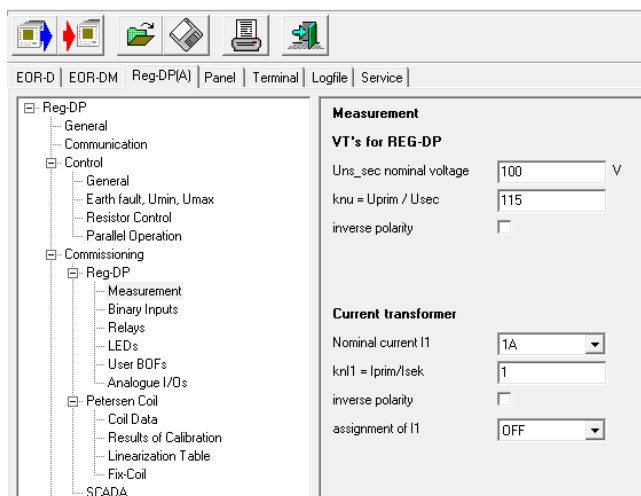 EOR-D EOR-DM Reg-DP(A) Panel Terminal Logfile Service
Reg-DP
General
Communication
Control
General
Earth fault, Umin, Umax
Resistor Control
Parallel Operation
Commissioning
Reg-DP
Measurement
Binary Inputs
Relays
LEDs
User BOFs
Analogue I/Os
Petersen Coil
Coil Data
Results of Calibration
Linearization Table
Fix-Coil
SCADA
Measurement
VT's for REG-DP
Uns_sec nominal voltage 100 V
knu = Uprim / Usec 115
inverse polarity
Current transformer
Nominal current I1 1A
knI1 = Iprim/Isek 1
inverse polarity
assignment of I1 OFF